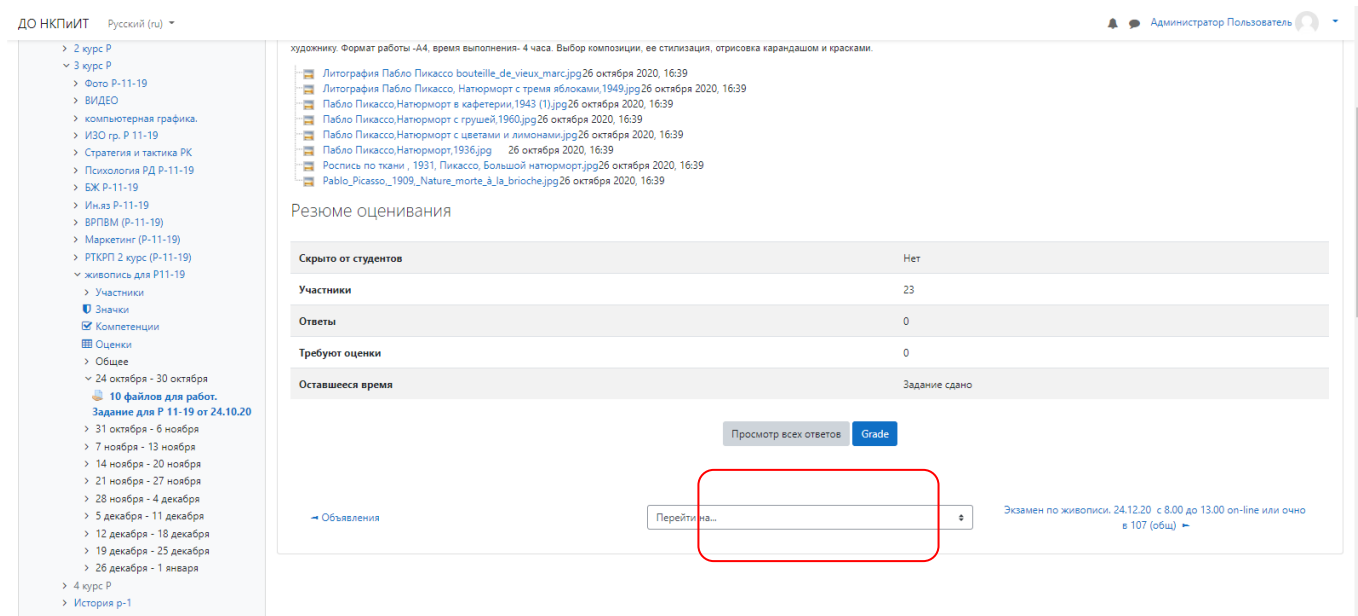 ДО НКПиИТ Русский (ru)
Администратор Пользователь
2 курс Р
3 курс Р
Фото Р-11-19
ВИДЕО
компьютерная графика.
ИЗО гр. Р 11-19
Стратегия и тактика РК
Психология РД Р-11-19
БЖ Р-11-19
Ин.яз Р-11-19
ВРПВМ (Р-11-19)
Маркетинг (Р-11-19)
РТКРП 2 курс (Р-11-19)
живопись для Р11-19
Участники
Значки
Компетенции
Оценки
Общее
24 октября - 30 октября
10 файлов для работ.
Задание для Р 11-19 от 24.10.20
31 октября - 6 ноября
7 ноября - 13 ноября
14 ноября - 20 ноября
21 ноября - 27 ноября
28 ноября - 4 декабря
5 декабря - 11 декабря
12 декабря - 18 декабря
19 декабря - 25 декабря
26 декабря - 1 января
4 курс Р
История р-1
художнику. Формат работы -А4, время выполнения- 4 часа. Выбор композиции, ее стилизация, отрисовка карандашом и красками.
Литография Пабло Пикассо bouteille_de_vieux_marc.jpg26 октября 2020, 16:39
Литография Пабло Пикассо, Натюрморт с тремя яблоками,1949.jpg26 октября 2020, 16:39
Пабло Пикассо,Натюрморт в кафетерии,1943 (1).jpg26 октября 2020, 16:39
Пабло Пикассо,Натюрморт с грушей,1960.jpg26 октября 2020, 16:39
Пабло Пикассо,Натюрморт с цветами и лимонами.jpg26 октября 2020, 16:39
Пабло Пикассо,Натюрморт,1936.jpg 26 октября 2020, 16:39
Роспись по ткани , 1931, Пикассо, Большой натюрморт.jpg26 октября 2020, 16:39
Pablo_Picasso,_1909,_Nature_morte_à_la_brioche.jpg26 октября 2020, 16:39
Резюме оценивания
Скрыто от студентов Нет
Участники 23
Ответы 0
Требуют оценки 0
Оставшееся время Задание сдано
Просмотр всех ответов Grade
◄ Объявления
Перейти на...
Экзамен по живописи. 24.12.20 с 8.00 до 13.00 on-line или очно
в 107 (общ) ►